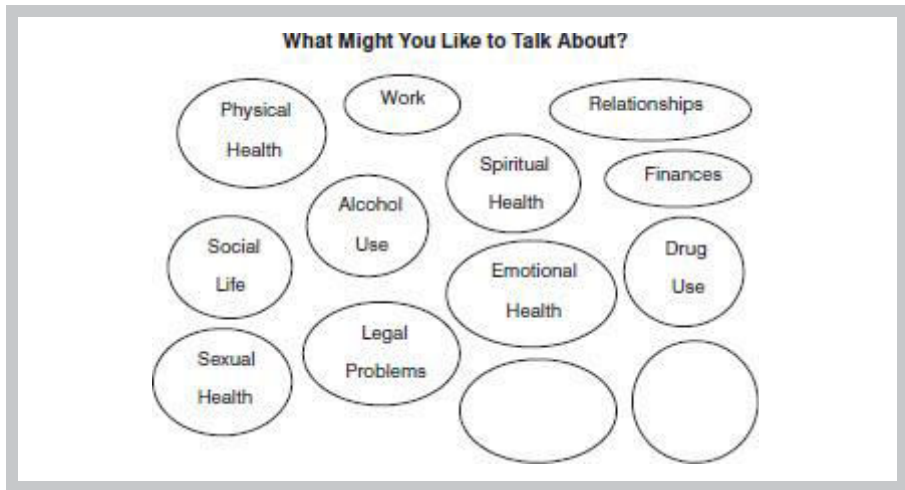 What Might You Like to Talk About?
Physical
Health
Work
Relationships
Spiritual
Health
Finances
Alcohol
Use
Social
Life
Emotional
Health
Drug
Use
Legal
Problems
Sexual
Health